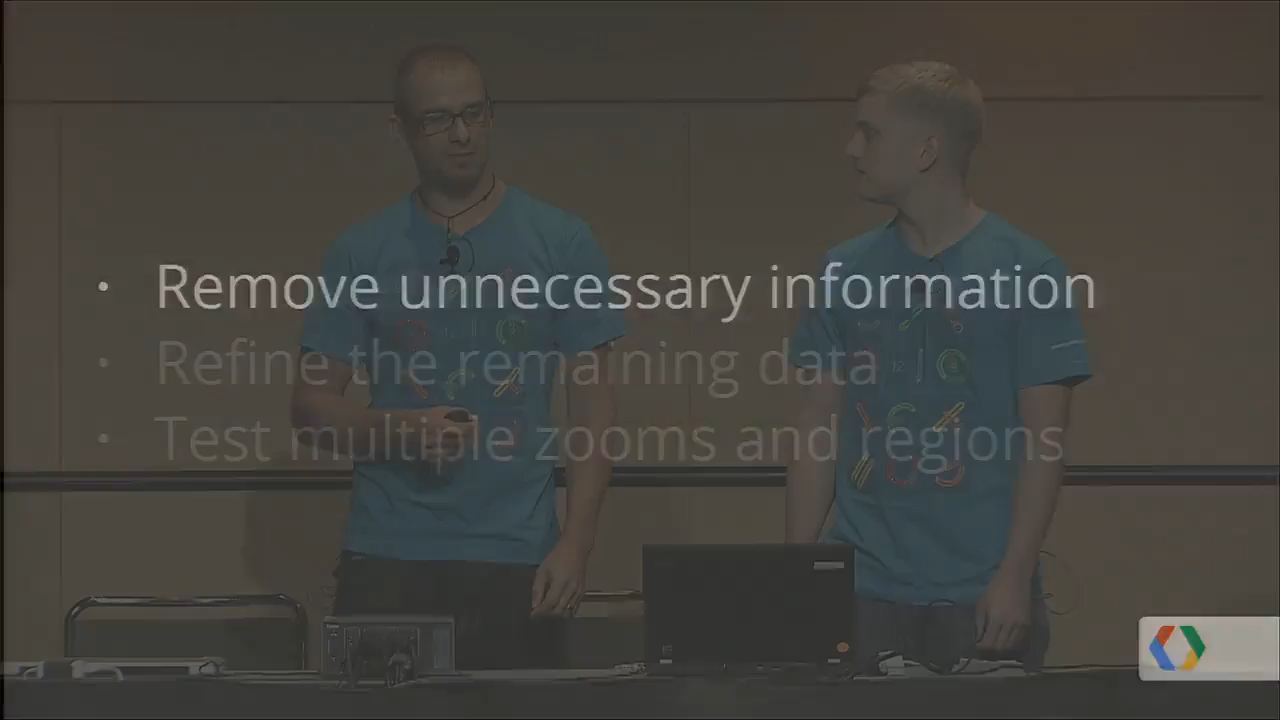 • Remove unnecessary information
• Refine the remaining data
• Test multiple zooms and regions